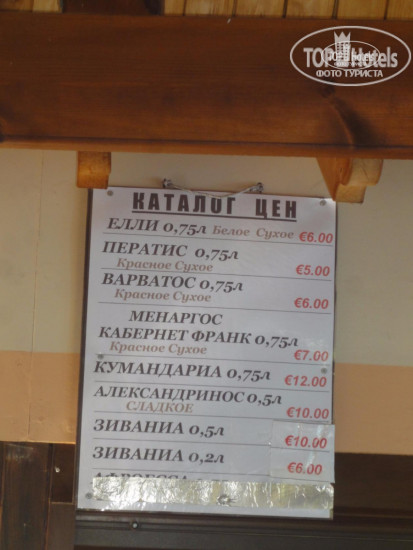 TOP Hotels
ФОТО ТУРИСТА
КАТАЛОГ ЦЕН
ЕЛЛИ 0,75л Белое Сухое €6.00
ПЕРАТИС 0,75л
Красное Сухое €5.00
ВАРВАТОС 0,75л
Красное Сухое €6.00
МЕНАРГОС
КАБЕРНЕТ ФРАНК 0,75л
Красное Сухое €7.00
КУМАНДАРИА 0,75л €12.00
АЛЕКСАНДРИНОС 0,5л
СЛАДКОЕ €10.00
ЗИВАНИА 0,5л €10.00
ЗИВАНИА 0,2л €6.00